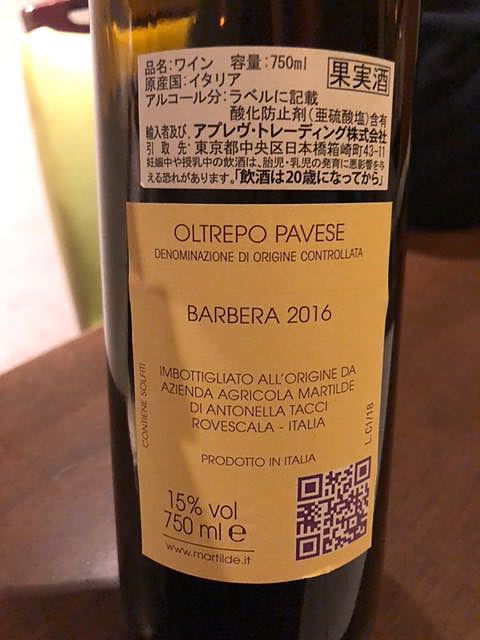 品名:ワイン 容量:750ml
果実酒
原産国:イタリア
アルコール分:ラベルに記載
酸化防止剤(亜硫酸塩)含有
輸入者及び、アプレヴ・トレーディング株式会社
引取先:東京都中央区日本橋箱崎町43-11
妊娠中や授乳中の飲酒は、胎児・乳児の発育に悪影響を与
える恐れがあります。「飲酒は20歳になってから」
OLTREPO PAVESE
DENOMINAZIONE DI ORIGINE CONTROLLATA
BARBERA 2016
IMBOTTIGLIATO ALL'ORIGINE DA
AZIENDA AGRICOLA MARTILDE
DI ANTONELLA TACCI
ROVESCALA - ITALIA
CONTIENE SOLFITI
L.C1/18
PRODOTTO IN ITALIA
15% vol
750 ml e
www.martilde.it